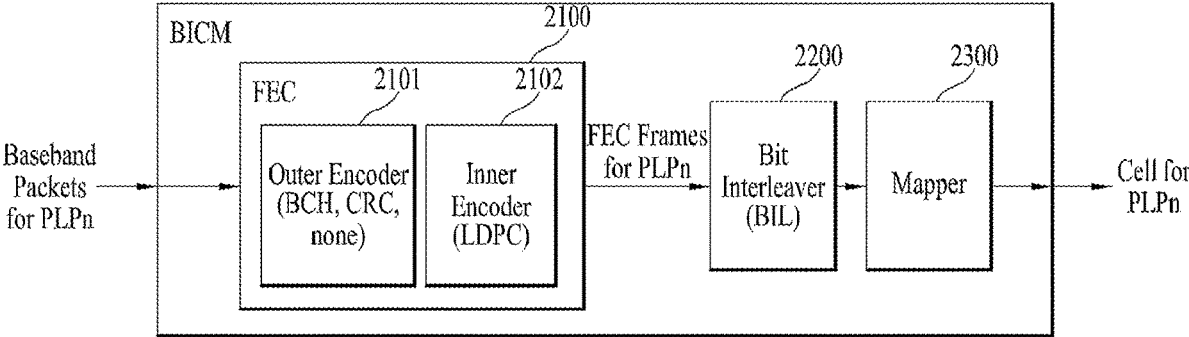 BICM
2100
FEC
2101
2102
2200
2300
Baseband
Packets
for PLPn
Outer Encoder
(BCH, CRC,
none)
Inner
Encoder
(LDPC)
FEC Frames
for PLPn
Bit
Interleaver
(BIL)
Mapper
Cell for
PLPn